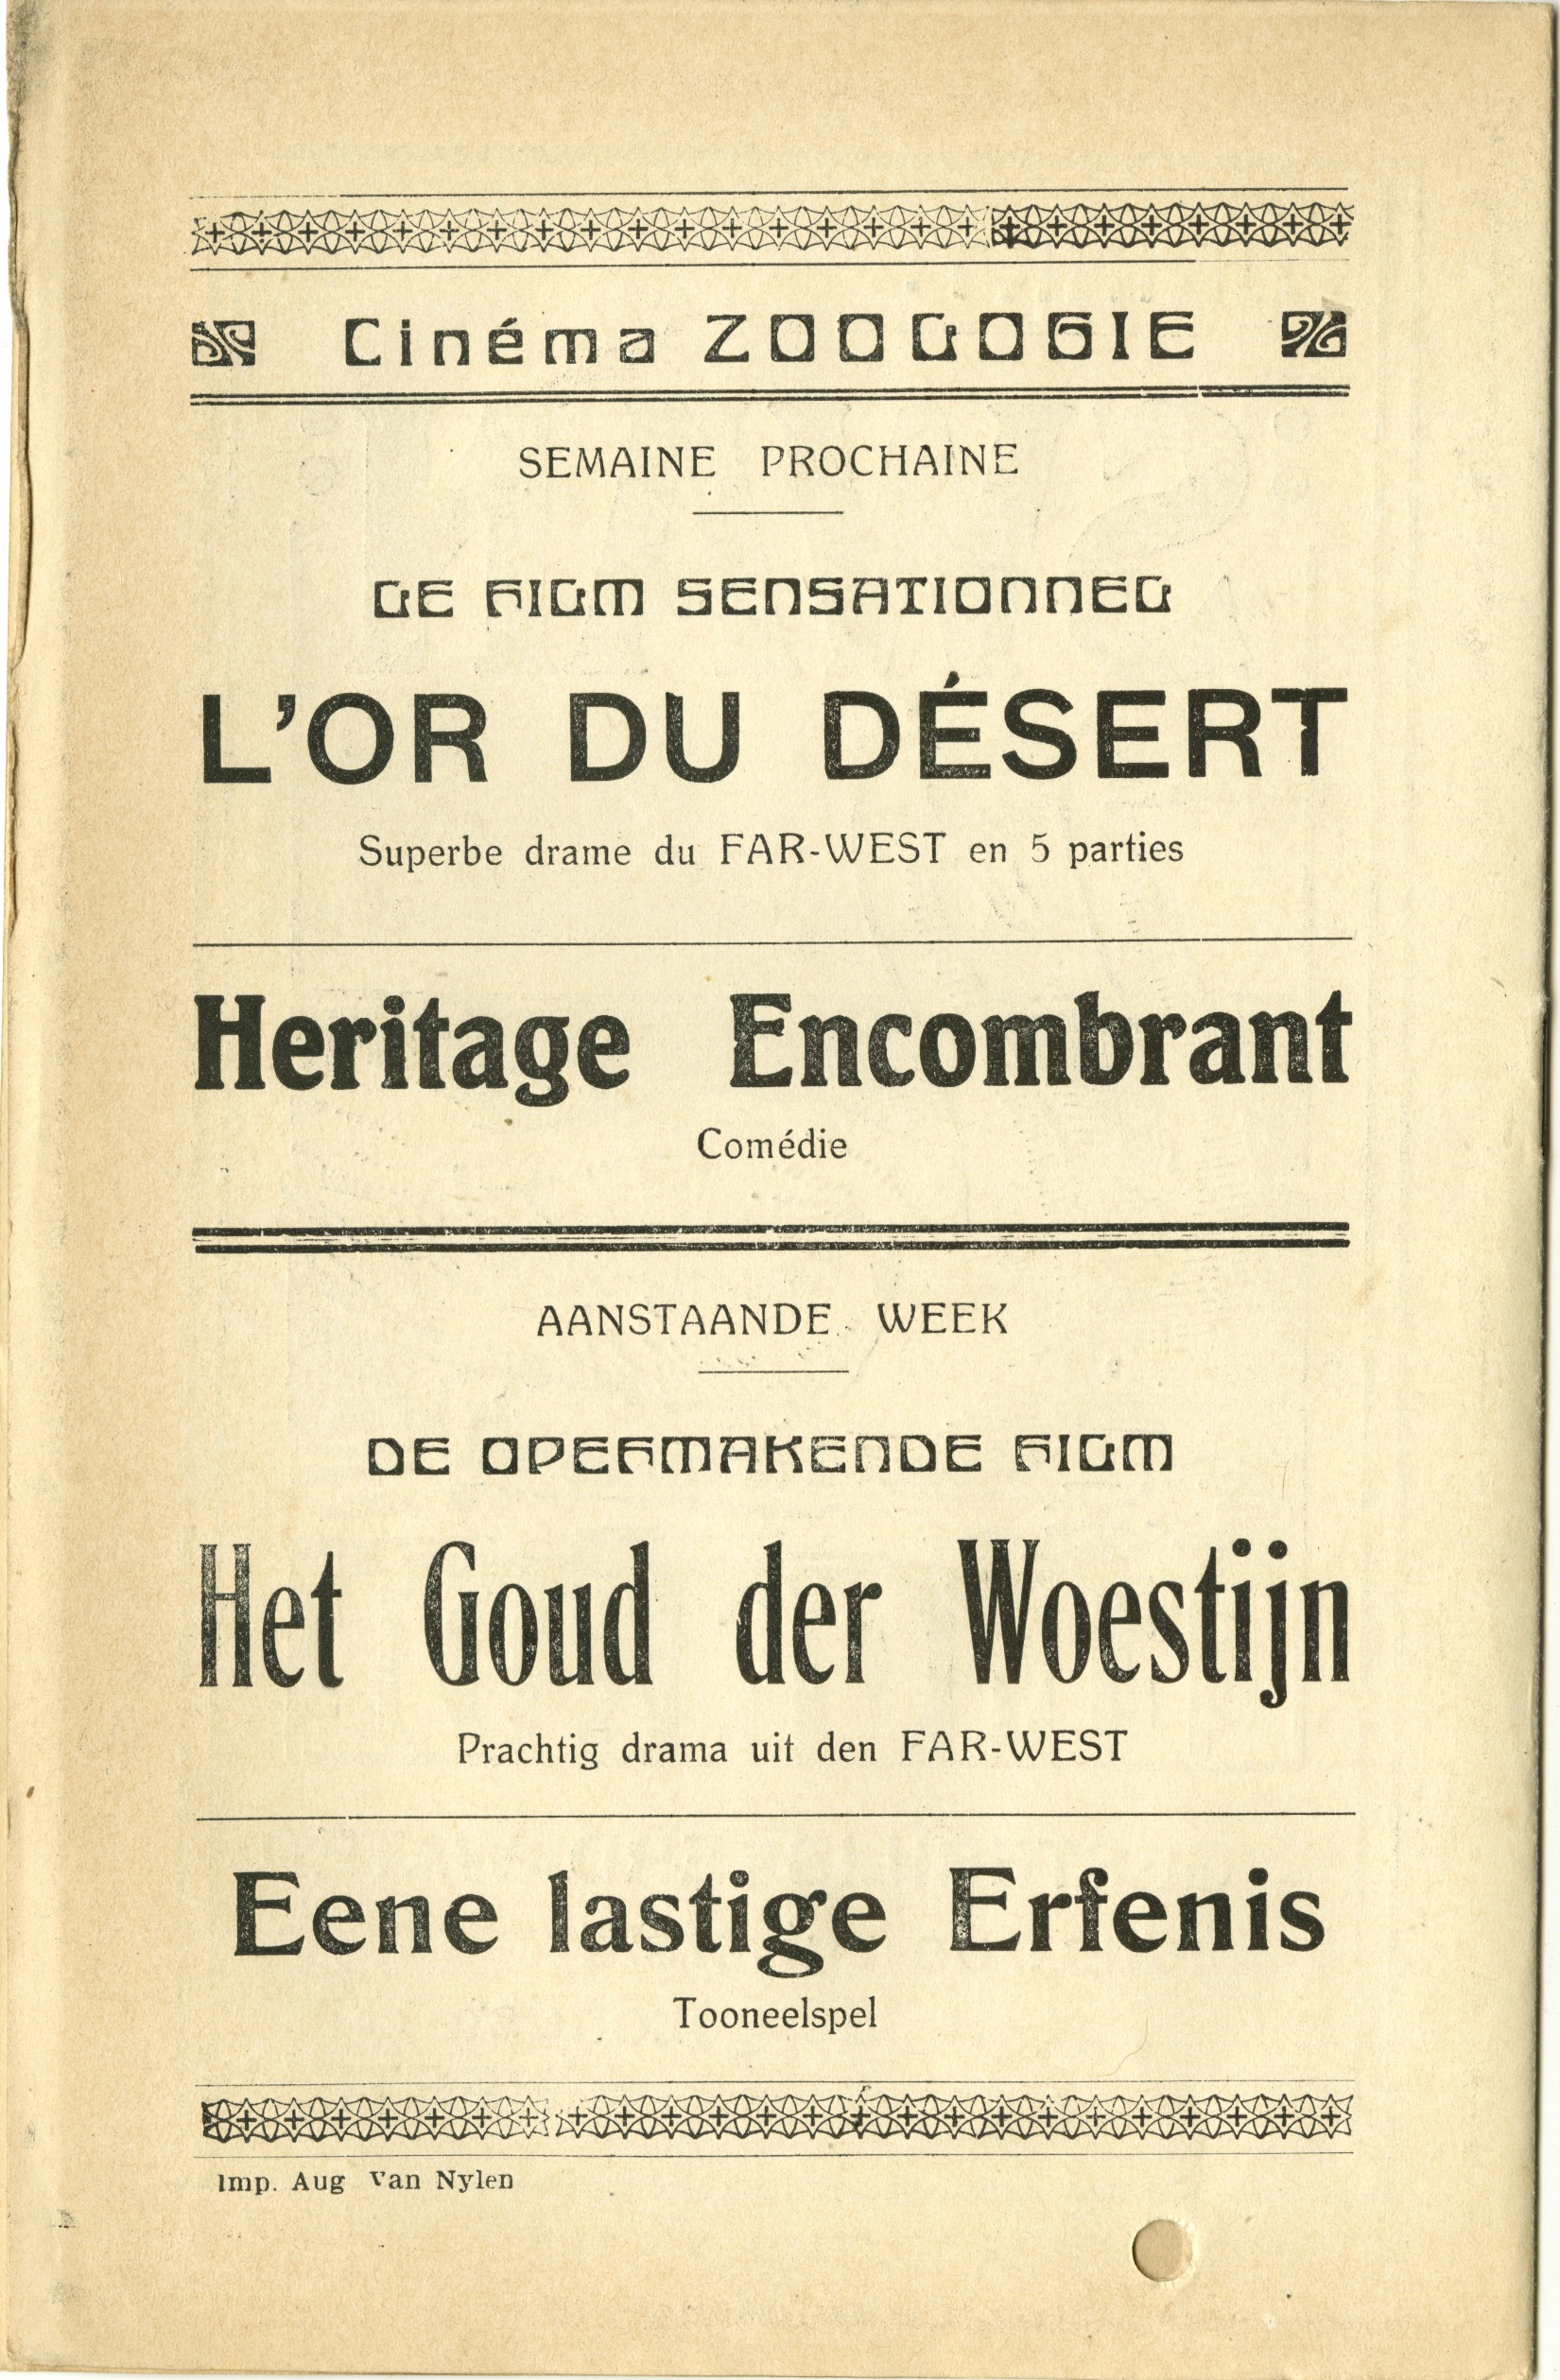 Cinéma ZOOLOGIE
SEMAINE PROCHAINE
LE FILM SENSATIONNEL
L'OR DU DÉSERT
Superbe drame du FAR-WEST en 5 parties
Heritage Encombrant
Comédie
AANSTAANDE WEEK
DE OPEFMAKENDE FILM
Het Goud der Woestijn
Prachtig drama uit den FAR-WEST
Eene lastige Erfenis
Tooneelspel
Imp. Aug Van Nylen